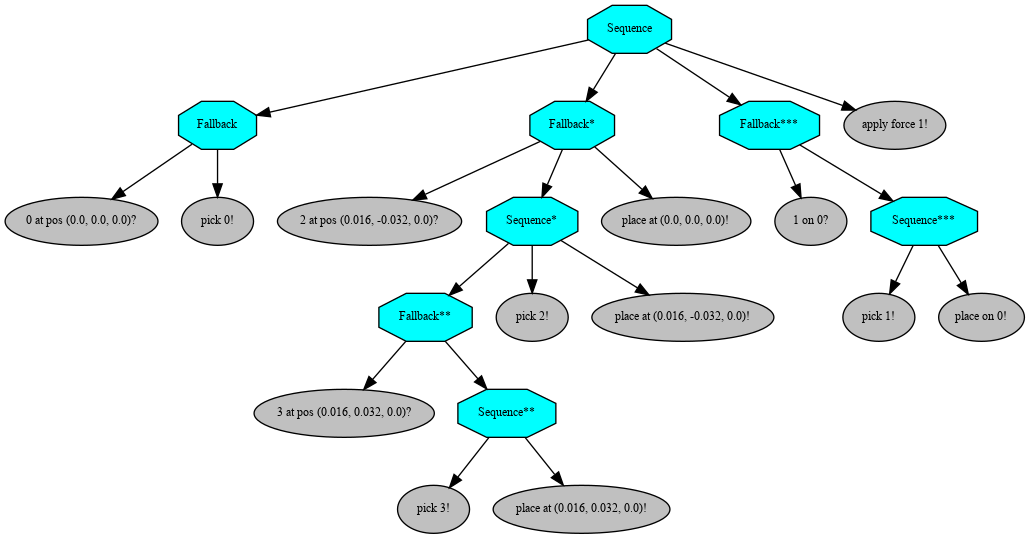 Sequence
Fallback
Fallback*
Fallback***
apply force 1!
0 at pos (0.0, 0.0, 0.0)?
pick 0!
2 at pos (0.016, -0.032, 0.0)?
Sequence*
place at (0.0, 0.0, 0.0)!
1 on 0?
Sequence***
Fallback**
pick 2!
place at (0.016, -0.032, 0.0)!
pick 1!
place on 0!
3 at pos (0.016, 0.032, 0.0)?
Sequence**
pick 3!
place at (0.016, 0.032, 0.0)!